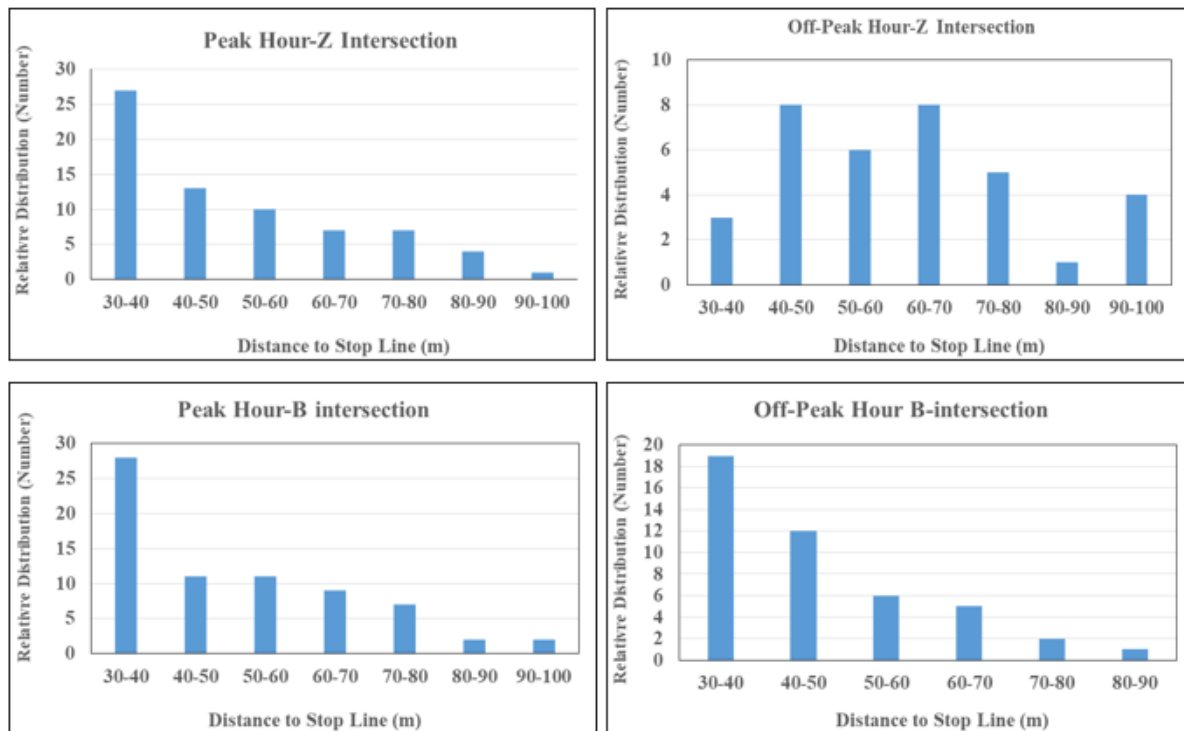 Peak Hour-Z Intersection
Relativre Distribution (Number)
30
25
20
15
10
5
0
30-40 40-50 50-60 60-70 70-80 80-90 90-100
Distance to Stop Line (m)
Off-Peak Hour-Z Intersection
Relativre Distribution (Number)
10
8
6
4
2
0
30-40 40-50 50-60 60-70 70-80 80-90 90-100
Distance to Stop Line (m)
Peak Hour-B intersection
Relativre Distribution (Number)
30
25
20
15
10
5
0
30-40 40-50 50-60 60-70 70-80 80-90 90-100
Distance to Stop Line (m)
Off-Peak Hour B-intersection
Relativre Distribution (Number)
20
18
16
14
12
10
8
6
4
2
0
30-40 40-50 50-60 60-70 70-80 80-90
Distance to Stop Line (m)